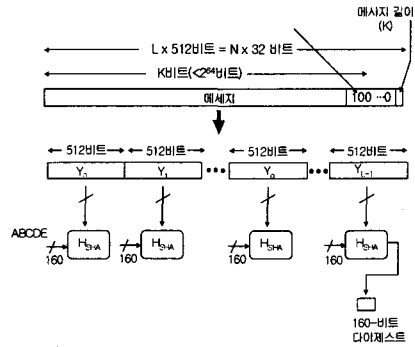 메세지 길이
(K)
L x 512비트 = N x 32 비트
K비트(<2^64비트)
메세지 100 ···0
512비트 512비트 ••• 512비트 ••• 512비트
Y₀ Y₁ Y_q Y_L-1
ABCDE
H_SHA H_SHA H_SHA H_SHA
160 160 160 160
160-비트
다이제스트